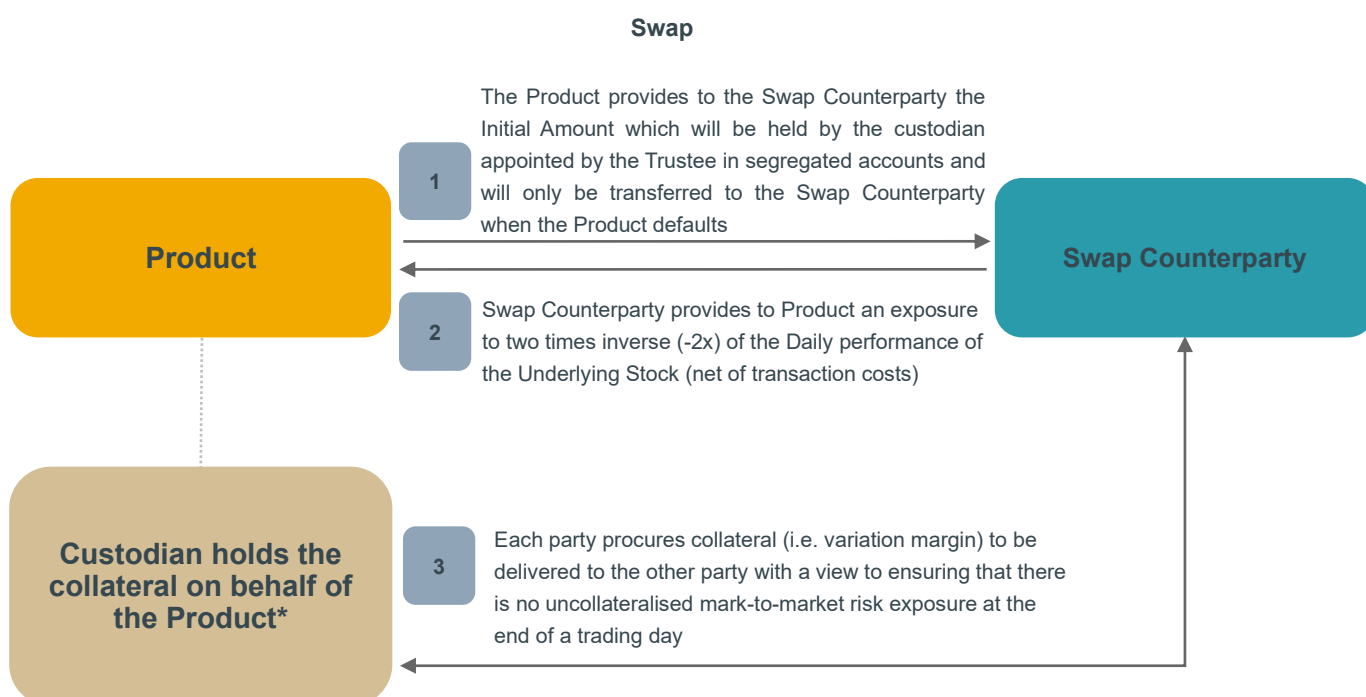 Swap
The Product provides to the Swap Counterparty the
Initial Amount which will be held by the custodian
appointed by the Trustee in segregated accounts and
will only be transferred to the Swap Counterparty
when the Product defaults
1
Product
Swap Counterparty
2
Swap Counterparty provides to Product an exposure
to two times inverse (-2x) of the Daily performance of
the Underlying Stock (net of transaction costs)
Custodian holds the
collateral on behalf of
the Product*
3
Each party procures collateral (i.e. variation margin) to be
delivered to the other party with a view to ensuring that there
is no uncollateralised mark-to-market risk exposure at the
end of a trading day